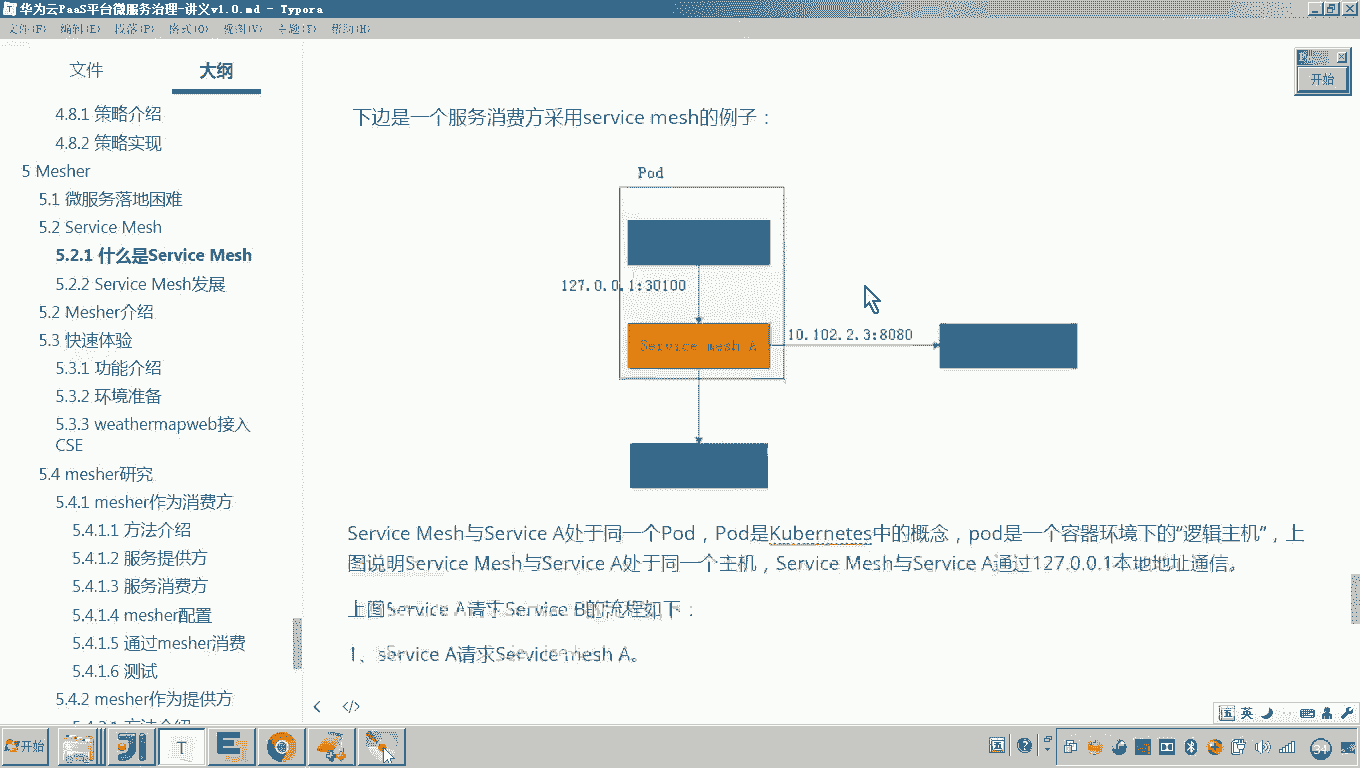 华为云PaaS平台微服务治理-讲义v1.0.md - Typora
文件(F) 编辑(E) 段落(P) 格式(O) 视图(V) 主题(T) 帮助(H)
文件 大纲
4.8.1 策略介绍
4.8.2 策略实现
5 Mesher
5.1 微服务落地困难
5.2 Service Mesh
5.2.1 什么是Service Mesh
5.2.2 Service Mesh发展
5.2 Mesher介绍
5.3 快速体验
5.3.1 功能介绍
5.3.2 环境准备
5.3.3 weathermapweb接入
CSE
5.4 mesher研究
5.4.1 mesher作为消费方
5.4.1.1 方法介绍
5.4.1.2 服务提供方
5.4.1.3 服务消费方
5.4.1.4 mesher配置
5.4.1.5 通过mesher消费
5.4.1.6 测试
5.4.2 mesher作为提供方
下边是一个服务消费方采用service mesh的例子：
Pod
127.0.0.1:30100
Service mesh A
10.102.2.3:8080
Service Mesh与Service A处于同一个Pod，Pod是Kubernetes中的概念，pod是一个容器环境下的“逻辑主机”，上
图说明Service Mesh与Service A处于同一个主机，Service Mesh与Service A通过127.0.0.1本地地址通信。
上图Service A请求Service B的流程如下：
1、service A请求Service mesh A。
开始
开始
英